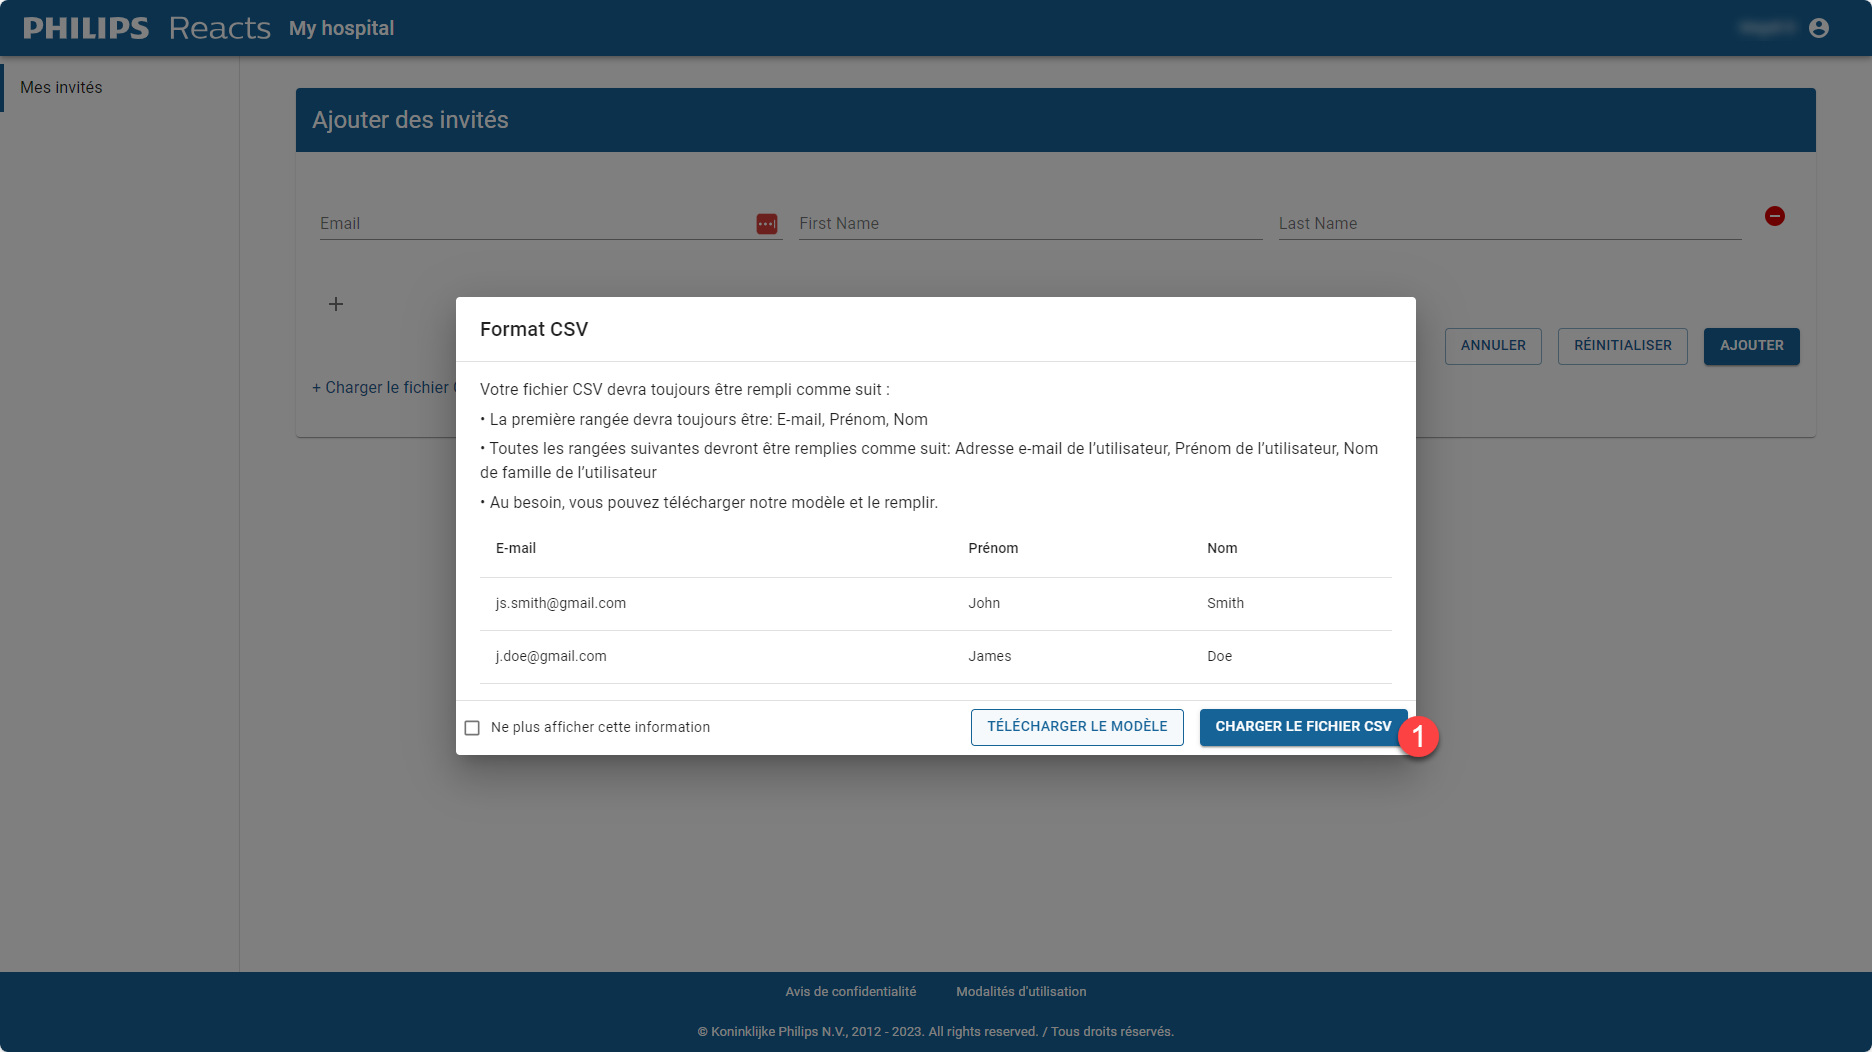 PHILIPS Reacts My hospital
Mes invités
Ajouter des invités
Email First Name Last Name
+
ANNULER RÉINITIALISER AJOUTER
+ Charger le fichier
Format CSV
Votre fichier CSV devra toujours être rempli comme suit :
• La première rangée devra toujours être: E-mail, Prénom, Nom
• Toutes les rangées suivantes devront être remplies comme suit: Adresse e-mail de l’utilisateur, Prénom de l’utilisateur, Nom
de famille de l’utilisateur
• Au besoin, vous pouvez télécharger notre modèle et le remplir.
E-mail Prénom Nom
js.smith@gmail.com John Smith
j.doe@gmail.com James Doe
Ne plus afficher cette information TÉLÉCHARGER LE MODÈLE CHARGER LE FICHIER CSV 1
Avis de confidentialité Modalités d'utilisation
© Koninklijke Philips N.V., 2012 - 2023. All rights reserved. / Tous droits réservés.